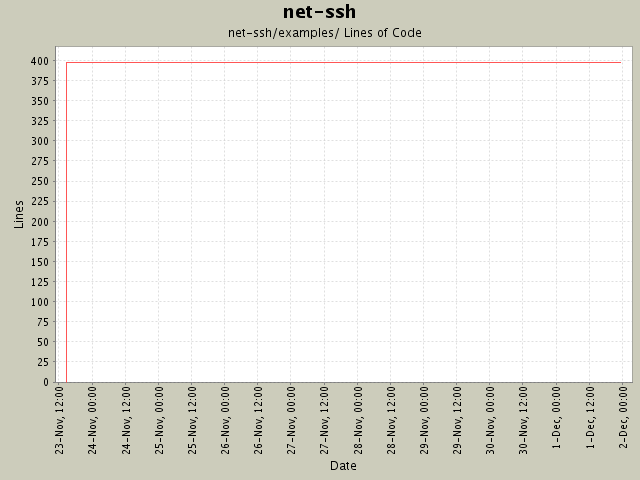 net-ssh
net-ssh/examples/ Lines of Code
Lines
400
375
350
325
300
275
250
225
200
175
150
125
100
75
50
25
0
23-Nov, 12:00
24-Nov, 00:00
24-Nov, 12:00
25-Nov, 00:00
25-Nov, 12:00
26-Nov, 00:00
26-Nov, 12:00
27-Nov, 00:00
27-Nov, 12:00
28-Nov, 00:00
28-Nov, 12:00
29-Nov, 00:00
29-Nov, 12:00
30-Nov, 00:00
30-Nov, 12:00
1-Dec, 00:00
1-Dec, 12:00
2-Dec, 00:00
Date